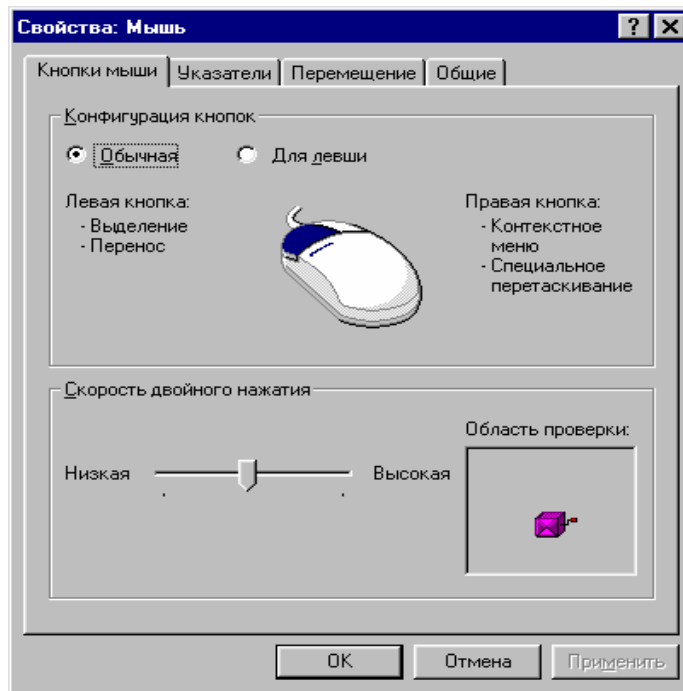 Свойства: Мышь
Кнопки мыши
Указатели
Перемещение
Общие
Конфигурация кнопок
Обычная
Для левши
Левая кнопка:
- Выделение
- Перенос
Правая кнопка:
- Контекстное
меню
- Специальное
перетаскивание
Скорость двойного нажатия
Область проверки:
Низкая
Высокая
OK
Отмена
Применить